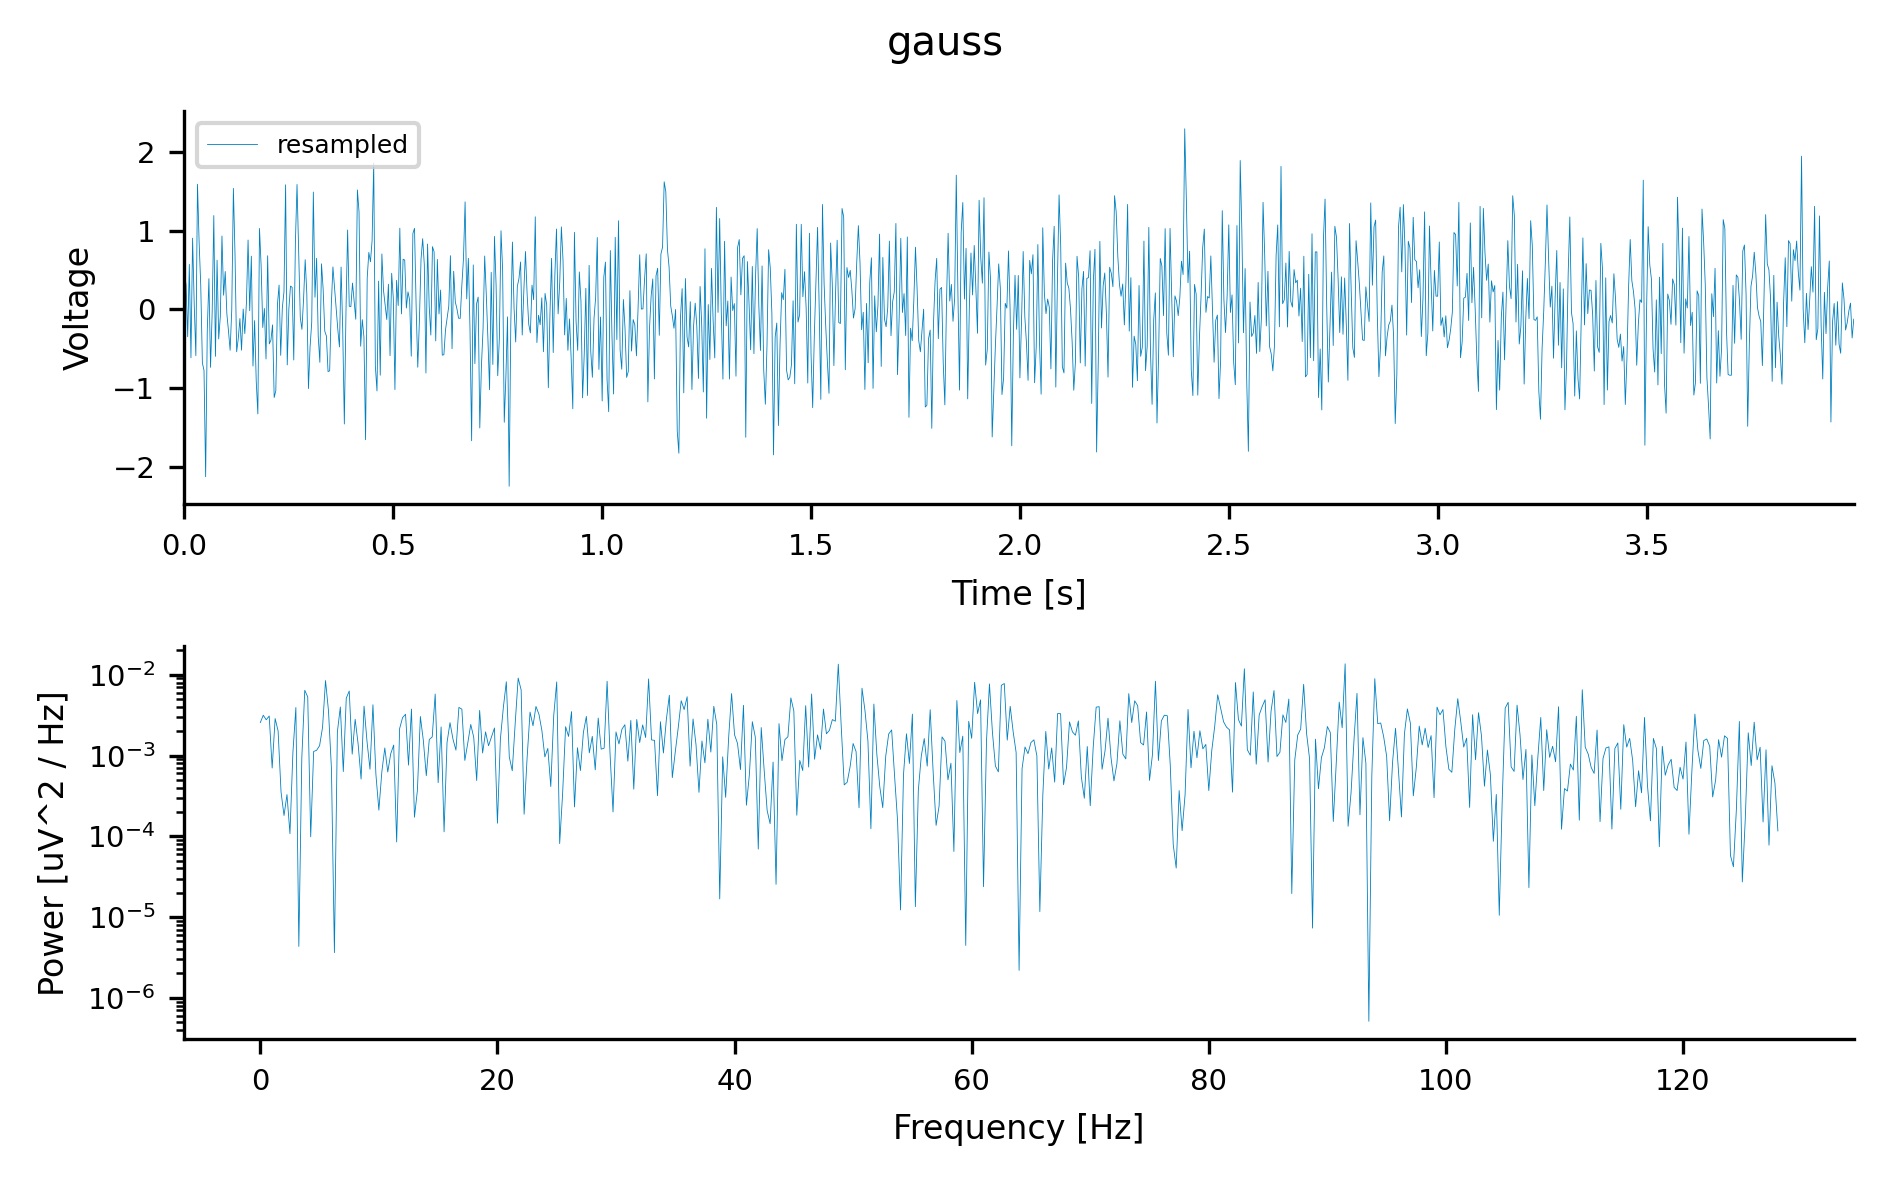 gauss
resampled
Voltage
2
1
0
−1
−2
0.0 0.5 1.0 1.5 2.0 2.5 3.0 3.5
Time [s]
Power [uV^2 / Hz]
10⁻²
10⁻³
10⁻⁴
10⁻⁵
10⁻⁶
0 20 40 60 80 100 120
Frequency [Hz]